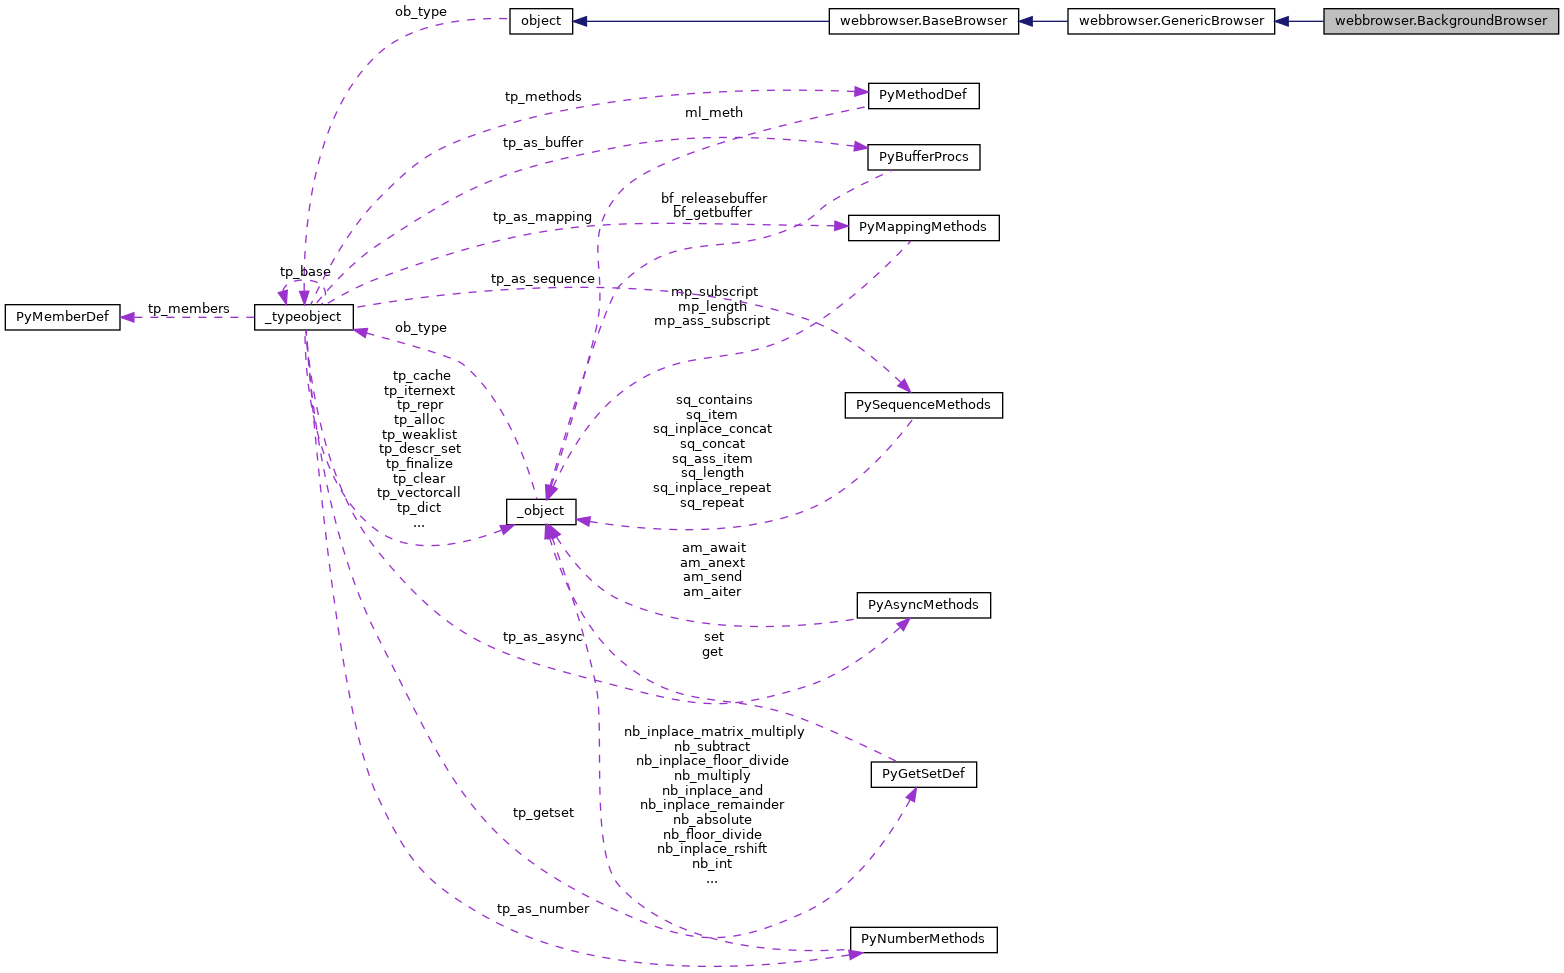 ob_type
object
webbrowser.BaseBrowser
webbrowser.GenericBrowser
webbrowser.BackgroundBrowser
tp_methods
PyMethodDef
ml_meth
tp_as_buffer
PyBufferProcs
bf_releasebuffer
bf_getbuffer
tp_as_mapping
PyMappingMethods
tp_base
tp_as_sequence
mp_subscript
mp_length
mp_ass_subscript
PyMemberDef
tp_members
_typeobject
ob_type
tp_cache
tp_iternext
tp_repr
tp_alloc
tp_weaklist
tp_descr_set
tp_finalize
tp_clear
tp_vectorcall
tp_dict
...
sq_contains
sq_item
sq_inplace_concat
sq_concat
sq_ass_item
sq_length
sq_inplace_repeat
sq_repeat
PySequenceMethods
_object
am_await
am_anext
am_send
am_aiter
PyAsyncMethods
tp_as_async
set
get
nb_inplace_matrix_multiply
nb_subtract
nb_inplace_floor_divide
nb_multiply
nb_inplace_and
nb_inplace_remainder
nb_absolute
nb_floor_divide
nb_inplace_rshift
nb_int
...
PyGetSetDef
tp_getset
tp_as_number
PyNumberMethods